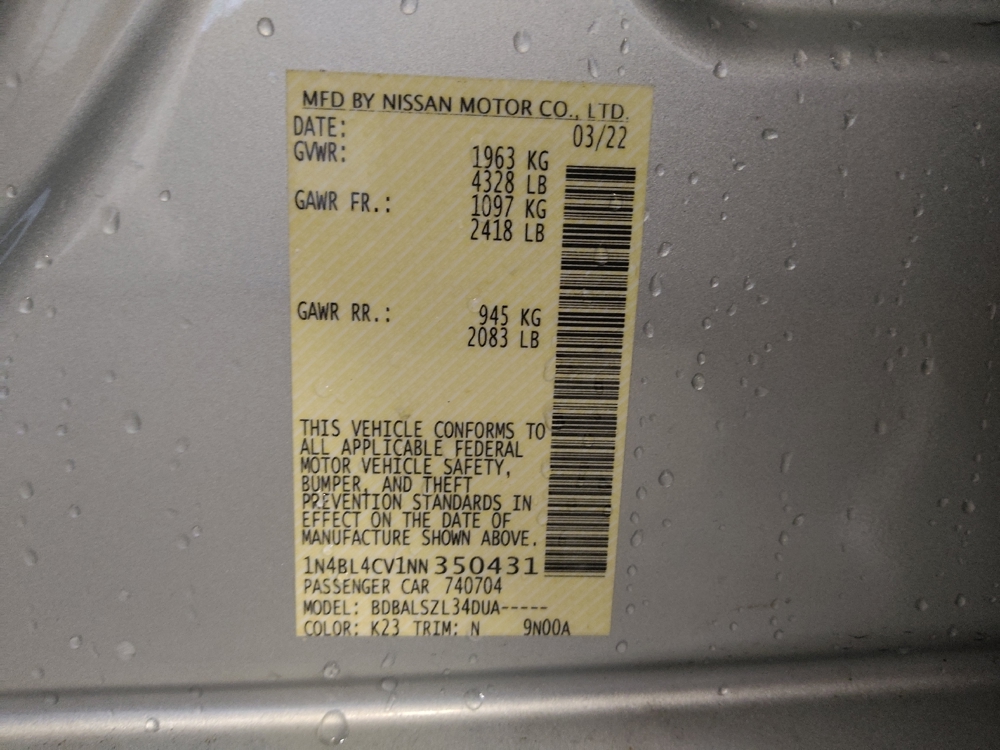 MFD BY NISSAN MOTOR CO., LTD.
DATE: 03/22
GVWR: 1963 KG
4328 LB
GAWR FR.: 1097 KG
2418 LB
GAWR RR.: 945 KG
2083 LB
THIS VEHICLE CONFORMS TO
ALL APPLICABLE FEDERAL
MOTOR VEHICLE SAFETY,
BUMPER, AND THEFT
PREVENTION STANDARDS IN
EFFECT ON THE DATE OF
MANUFACTURE SHOWN ABOVE.
1N4BL4CV1NN350431
PASSENGER CAR 740704
MODEL: BDBALSZL34DUA-----
COLOR: K23 TRIM: N 9N00A